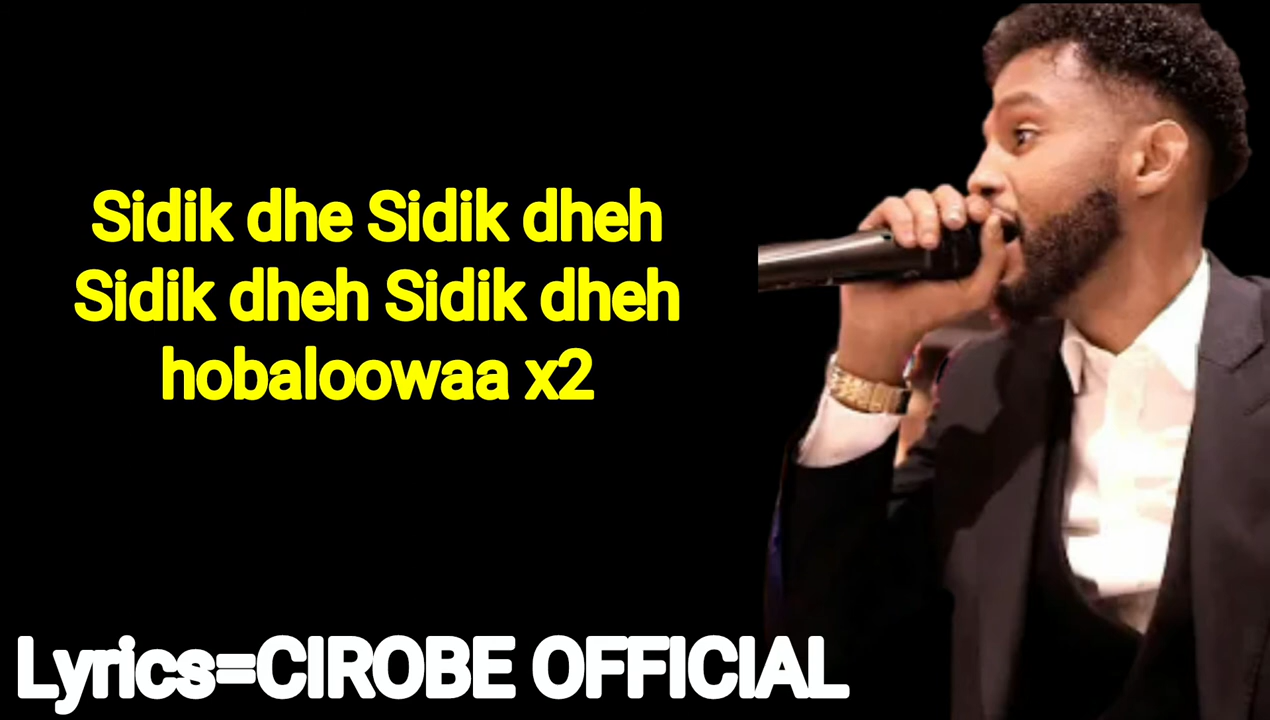 Sidik dhe Sidik dheh
Sidik dheh Sidik dheh
hobaloowaa x2
Lyrics=CIROBE OFFICIAL